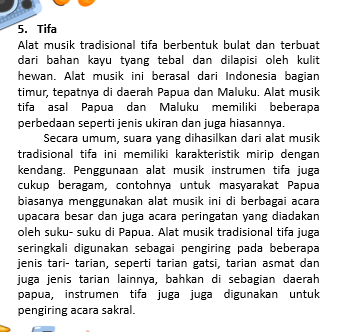 5. Tifa
Alat musik tradisional tifa berbentuk bulat dan terbuat
dari bahan kayu tyang tebal dan dilapisi oleh kulit
hewan. Alat musik ini berasal dari Indonesia bagian
timur, tepatnya di daerah Papua dan Maluku. Alat musik
tifa asal Papua dan Maluku memiliki beberapa
perbedaan seperti jenis ukiran dan juga hiasannya.
Secara umum, suara yang dihasilkan dari alat musik
tradisional tifa ini memiliki karakteristik mirip dengan
kendang. Penggunaan alat musik instrumen tifa juga
cukup beragam, contohnya untuk masyarakat Papua
biasanya menggunakan alat musik ini di berbagai acara
upacara besar dan juga acara peringatan yang diadakan
oleh suku- suku di Papua. Alat musik tradisional tifa juga
seringkali digunakan sebagai pengiring pada beberapa
jenis tari- tarian, seperti tarian gatsi, tarian asmat dan
juga jenis tarian lainnya, bahkan di sebagian daerah
papua, instrumen tifa juga juga digunakan untuk
pengiring acara sakral.